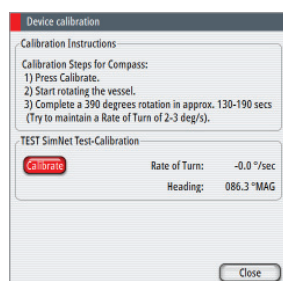 Device calibration
Calibration Instructions
Calibration Steps for Compass:
1) Press Calibrate.
2) Start rotating the vessel.
3) Complete a 390 degrees rotation in approx. 130-190 secs
(Try to maintain a Rate of Turn of 2-3 deg/s).
TEST SimNet Test-Calibration
Calibrate Rate of Turn: -0.0 °/sec
Heading: 086.3 °MAG
Close